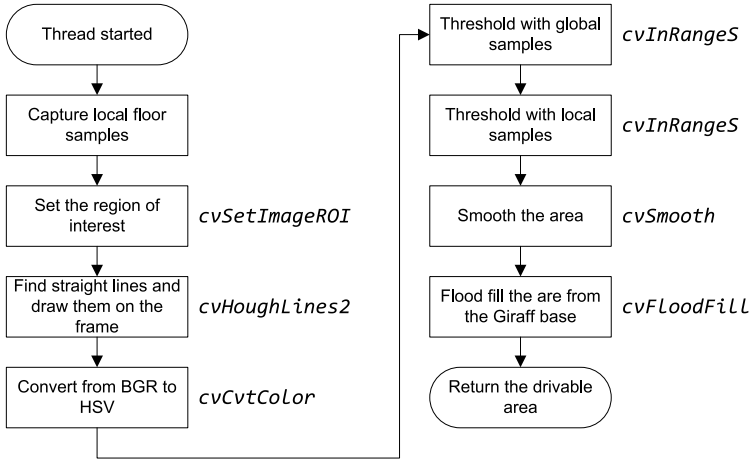 Thread started
Capture local floor
samples
Set the region of
interest
cvSetImageROI
Find straight lines and
draw them on the
frame
cvHoughLines2
Convert from BGR to
HSV
cvCvtColor
Threshold with global
samples
cvInRangeS
Threshold with local
samples
cvInRangeS
Smooth the area
cvSmooth
Flood fill the are from
the Giraff base
cvFloodFill
Return the drivable
area